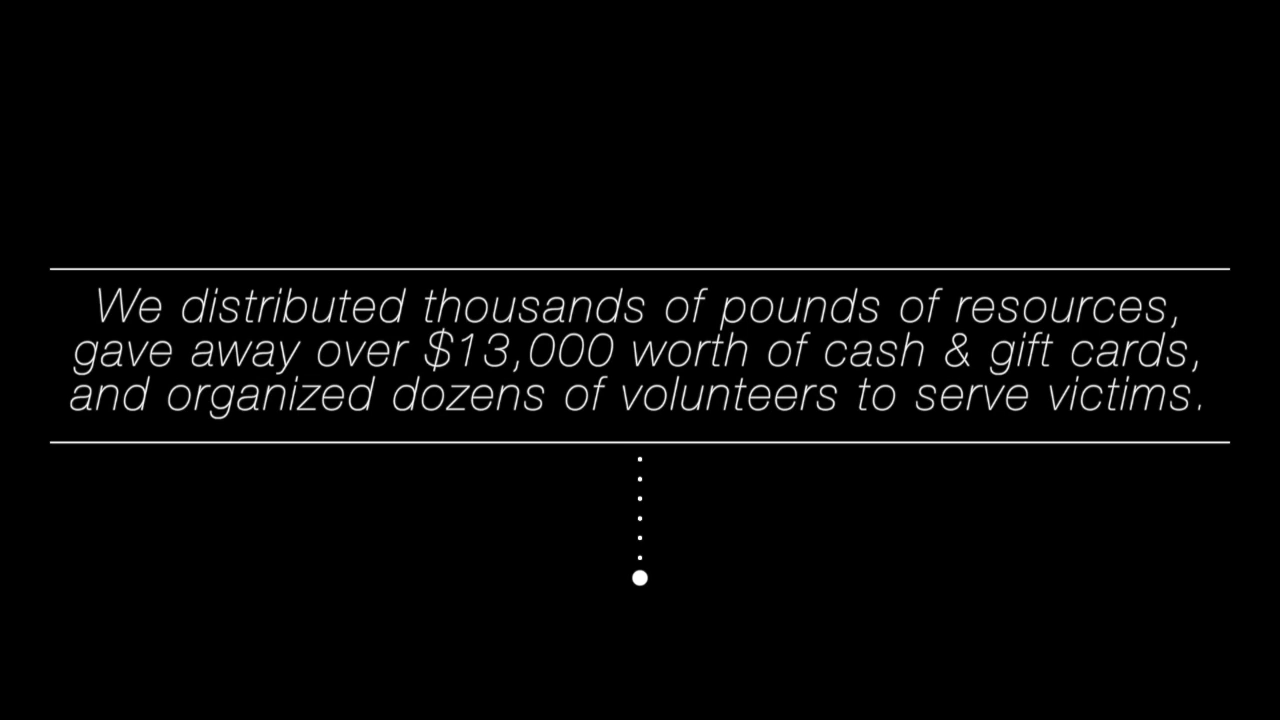 We distributed thousands of pounds of resources,
gave away over $13,000 worth of cash & gift cards,
and organized dozens of volunteers to serve victims.